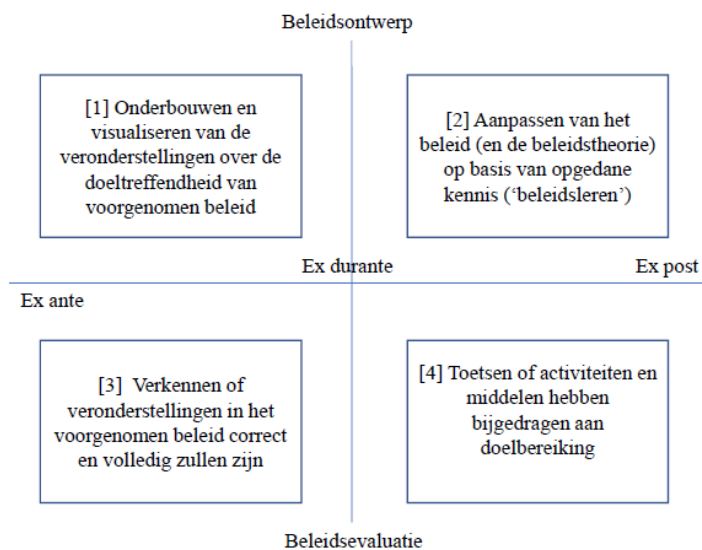 Beleidsontwerp
[1] Onderbouwen en
visualiseren van de
veronderstellingen over de
doeltreffendheid van
voorgenomen beleid
[2] Aanpassen van het
beleid (en de beleidstheorie)
op basis van opgedane
kennis (‘beleidsleren’)
Ex durante
Ex post
Ex ante
[3] Verkennen of
veronderstellingen in het
voorgenomen beleid correct
en volledig zullen zijn
[4] Toetsen of activiteiten en
middelen hebben
bijgedragen aan
doelbereiking
Beleidsevaluatie